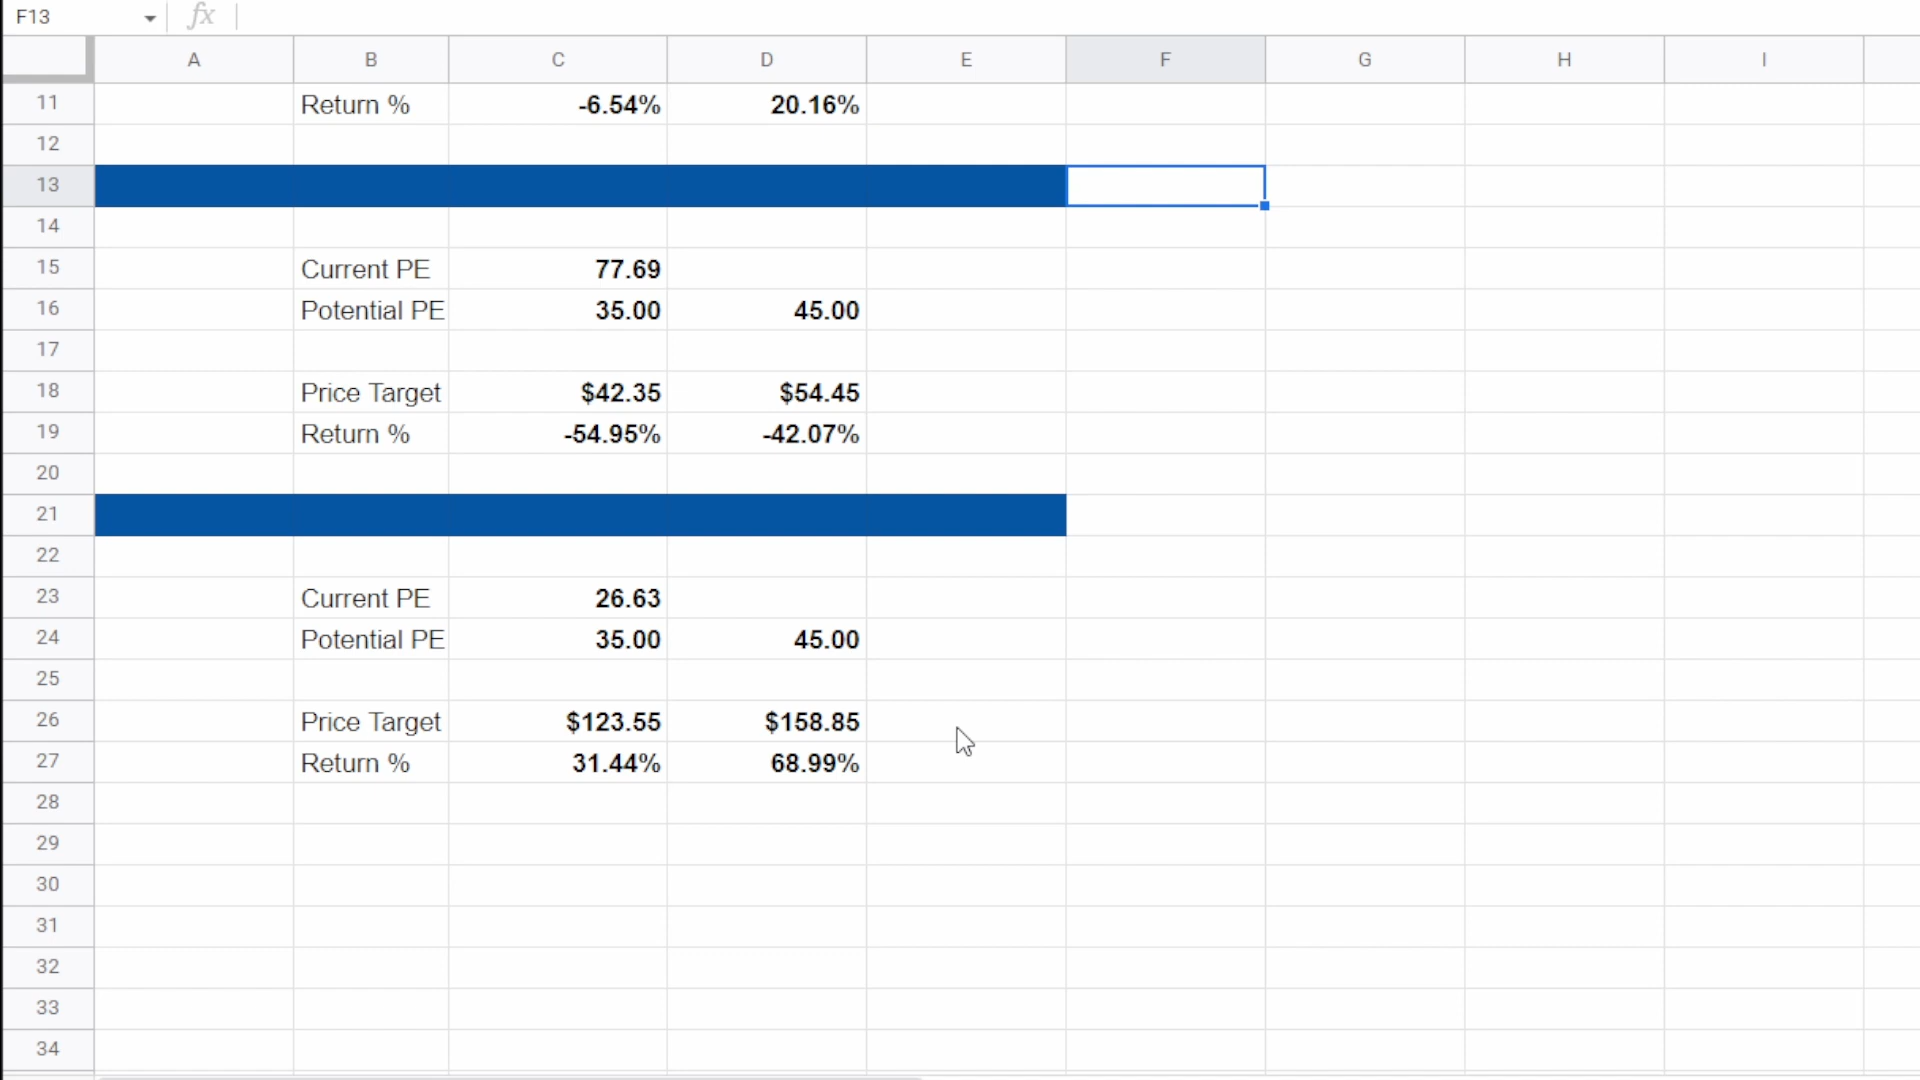 F13 fx
A B C D E F G H I
11 Return % -6.54% 20.16%
12
13
14
15 Current PE 77.69
16 Potential PE 35.00 45.00
17
18 Price Target $42.35 $54.45
19 Return % -54.95% -42.07%
20
21
22
23 Current PE 26.63
24 Potential PE 35.00 45.00
25
26 Price Target $123.55 $158.85
27 Return % 31.44% 68.99%
28
29
30
31
32
33
34